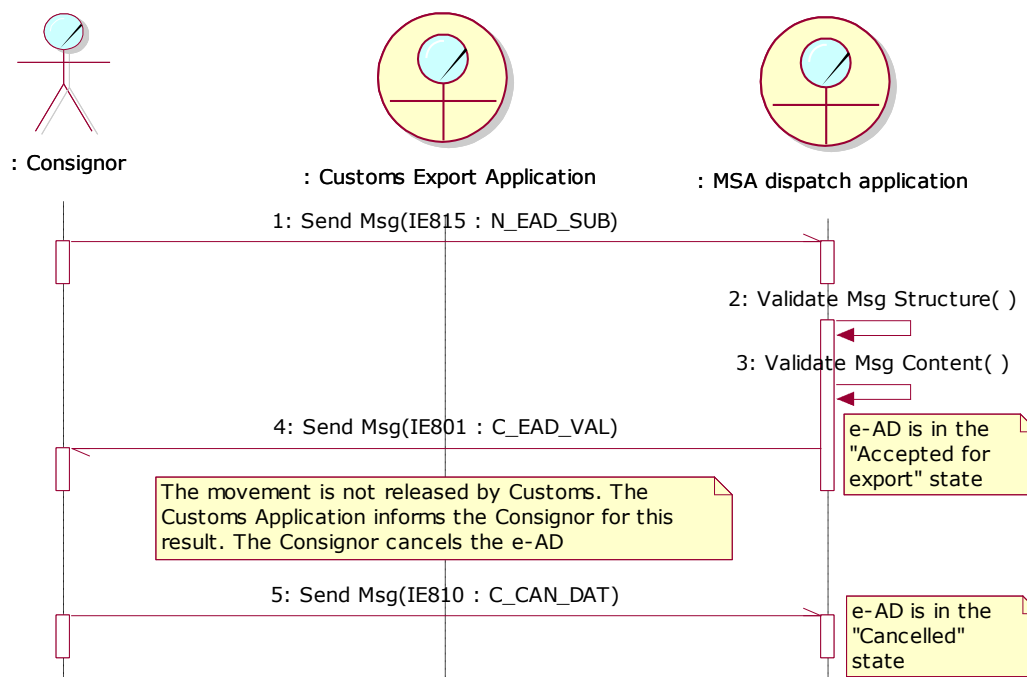 : Consignor
: Customs Export Application
: MSA dispatch application
1: Send Msg(IE815 : N_EAD_SUB)
2: Validate Msg Structure( )
3: Validate Msg Content( )
4: Send Msg(IE801 : C_EAD_VAL)
e-AD is in the
"Accepted for
export" state
The movement is not released by Customs. The
Customs Application informs the Consignor for this
result. The Consignor cancels the e-AD
5: Send Msg(IE810 : C_CAN_DAT)
e-AD is in the
"Cancelled"
state